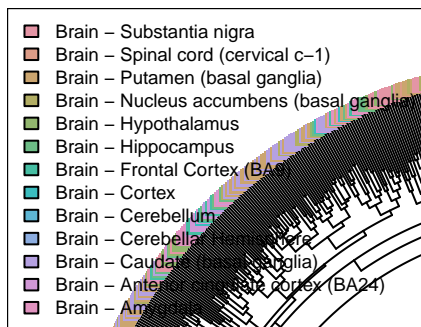 Brain – Substantia nigra
Brain – Spinal cord (cervical c–1)
Brain – Putamen (basal ganglia)
Brain – Nucleus accumbens (basal ganglia)
Brain – Hypothalamus
Brain – Hippocampus
Brain – Frontal Cortex (BA9)
Brain – Cortex
Brain – Cerebellum
Brain – Cerebellar Hemisphere
Brain – Caudate (basal ganglia)
Brain – Anterior cingulate cortex (BA24)
Brain – Amygdala